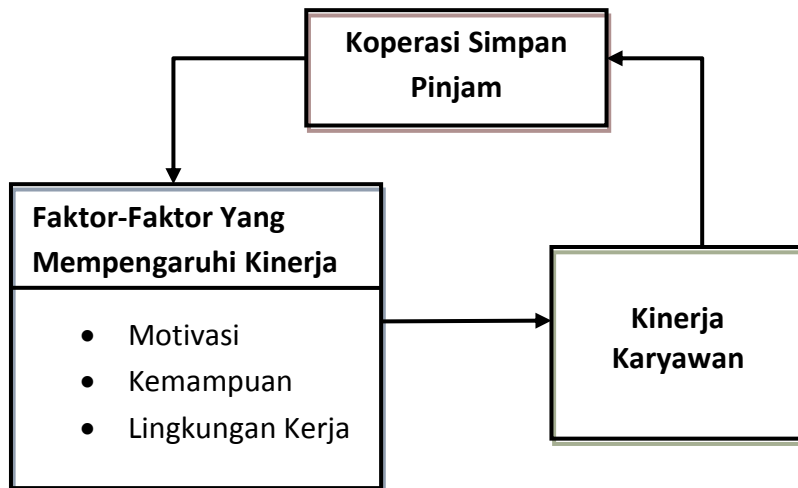 Koperasi Simpan
Pinjam
Faktor-Faktor Yang
Mempengaruhi Kinerja
• Motivasi
• Kemampuan
• Lingkungan Kerja
Kinerja
Karyawan